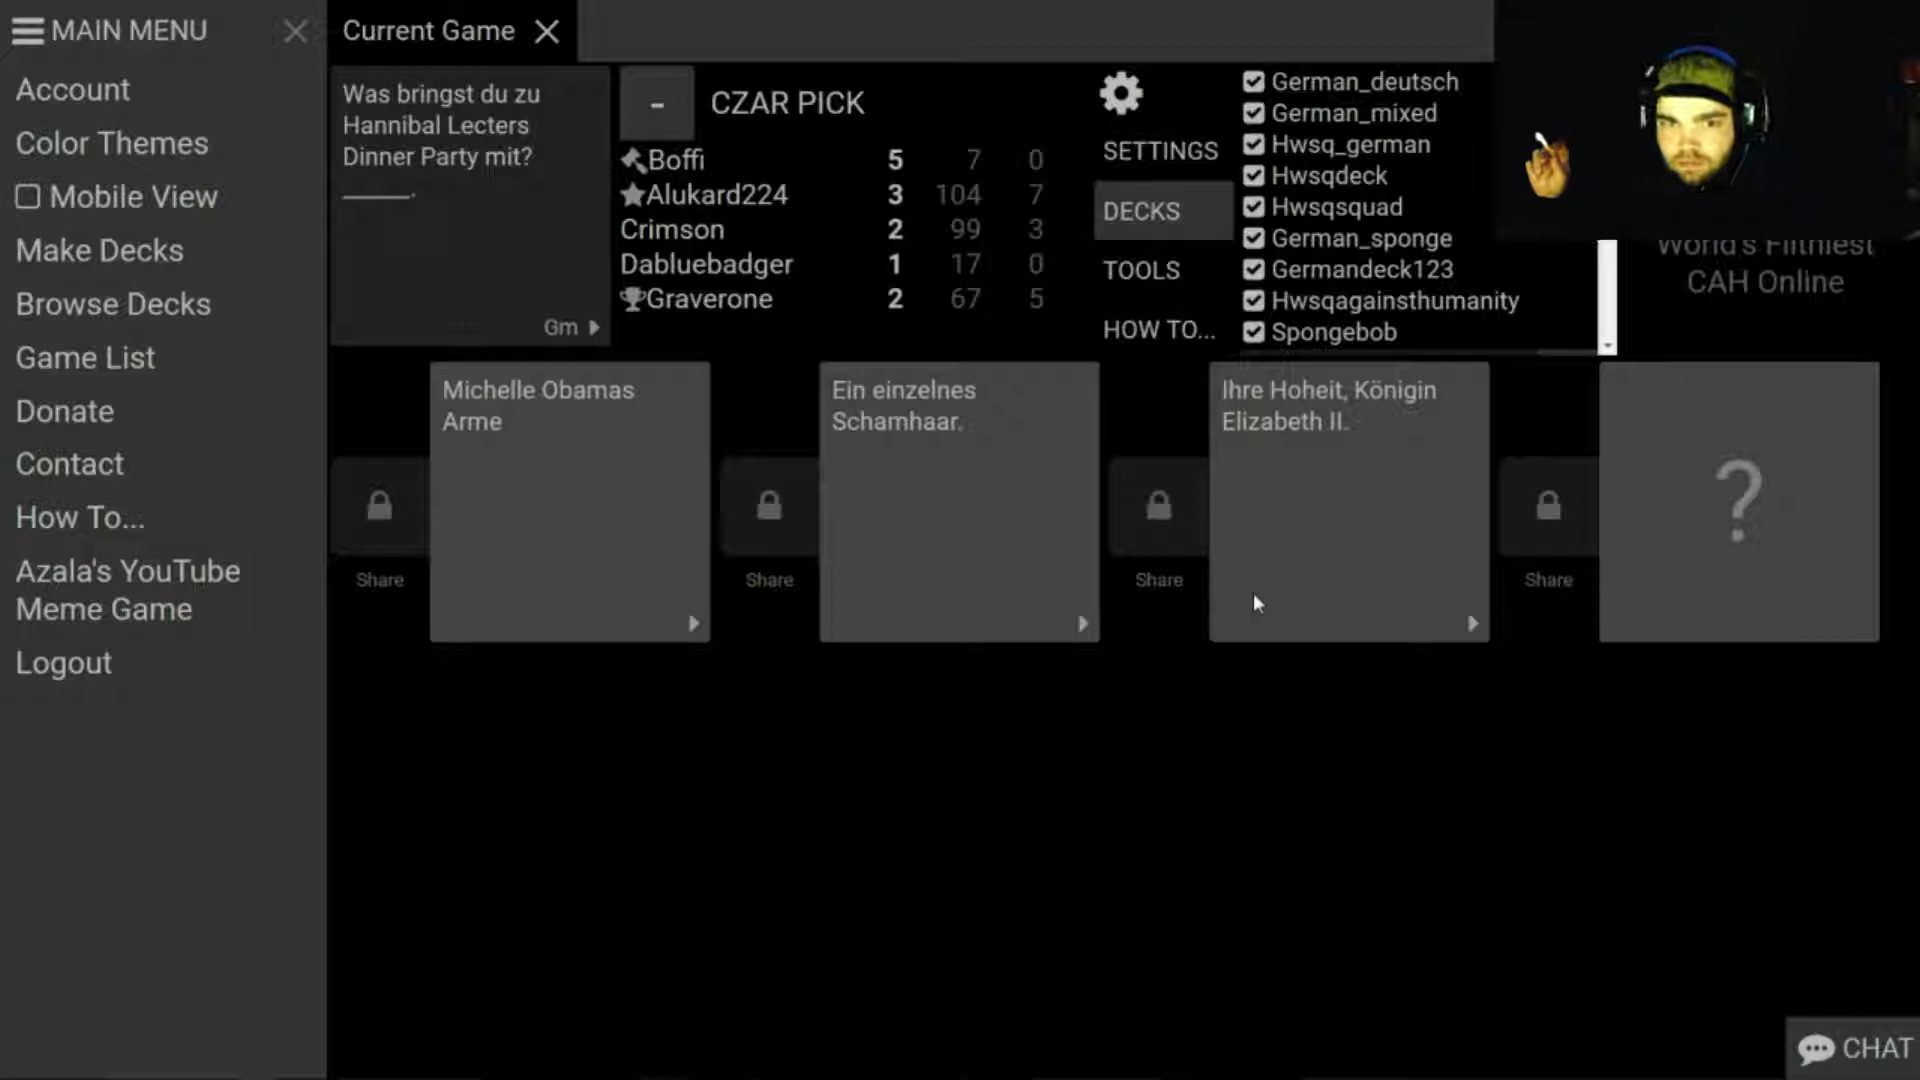 MAIN MENU
Account
Color Themes
Mobile View
Make Decks
Browse Decks
Game List
Donate
Contact
How To...
Azala's YouTube
Meme Game
Logout
Current Game
Was bringst du zu
Hannibal Lecters
Dinner Party mit?
______.
Gm
- CZAR PICK
Boffi 5 7 0
Alukard224 3 104 7
Crimson 2 99 3
Dabluebadger 1 17 0
Graverone 2 67 5
SETTINGS
DECKS
TOOLS
HOW TO...
German_deutsch
German_mixed
Hwsq_german
Hwsqdeck
Hwsqsquad
German_sponge
Germandeck123
Hwsqagainsthumanity
Spongebob
World's Filthiest
CAH Online
Share
Michelle Obamas
Arme
Share
Ein einzelnes
Schamhaar.
Share
Ihre Hoheit, Königin
Elizabeth II.
Share
?
CHAT